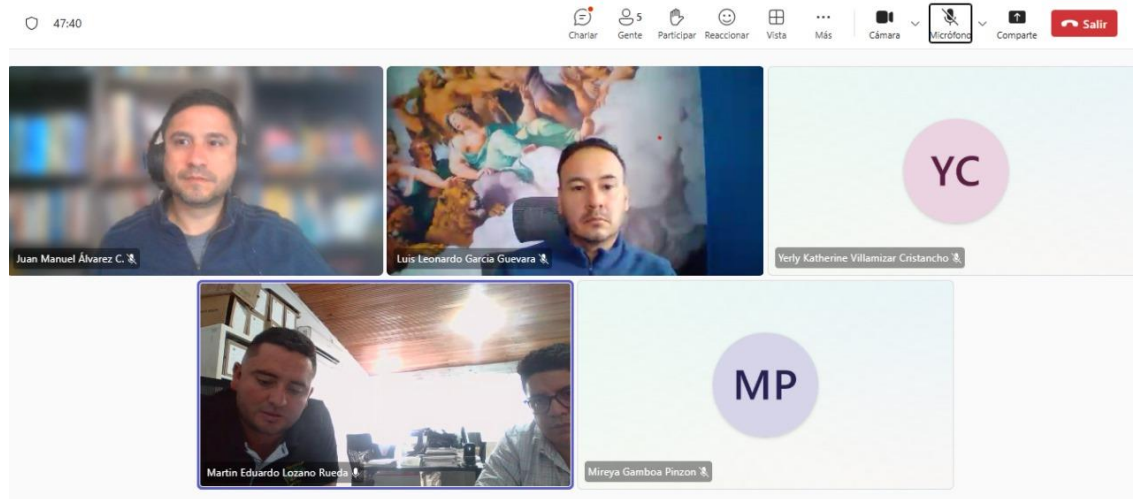 47:40
Charlar
5
Gente
Participar
Reaccionar
Vista
Más
Cámara
Micrófono
Comparte
Salir
Juan Manuel Álvarez C.
Luis Leonardo Garcia Guevara
YC
Yerly Katherine Villamizar Cristancho
Martin Eduardo Lozano Rueda
MP
Mireya Gamboa Pinzon